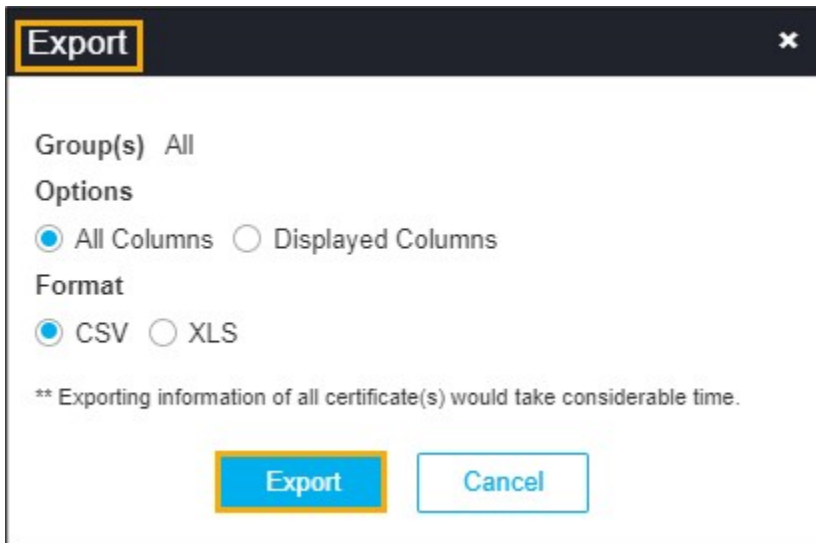 Export
Group(s) All
Options
All Columns Displayed Columns
Format
CSV XLS
** Exporting information of all certificate(s) would take considerable time.
Export Cancel